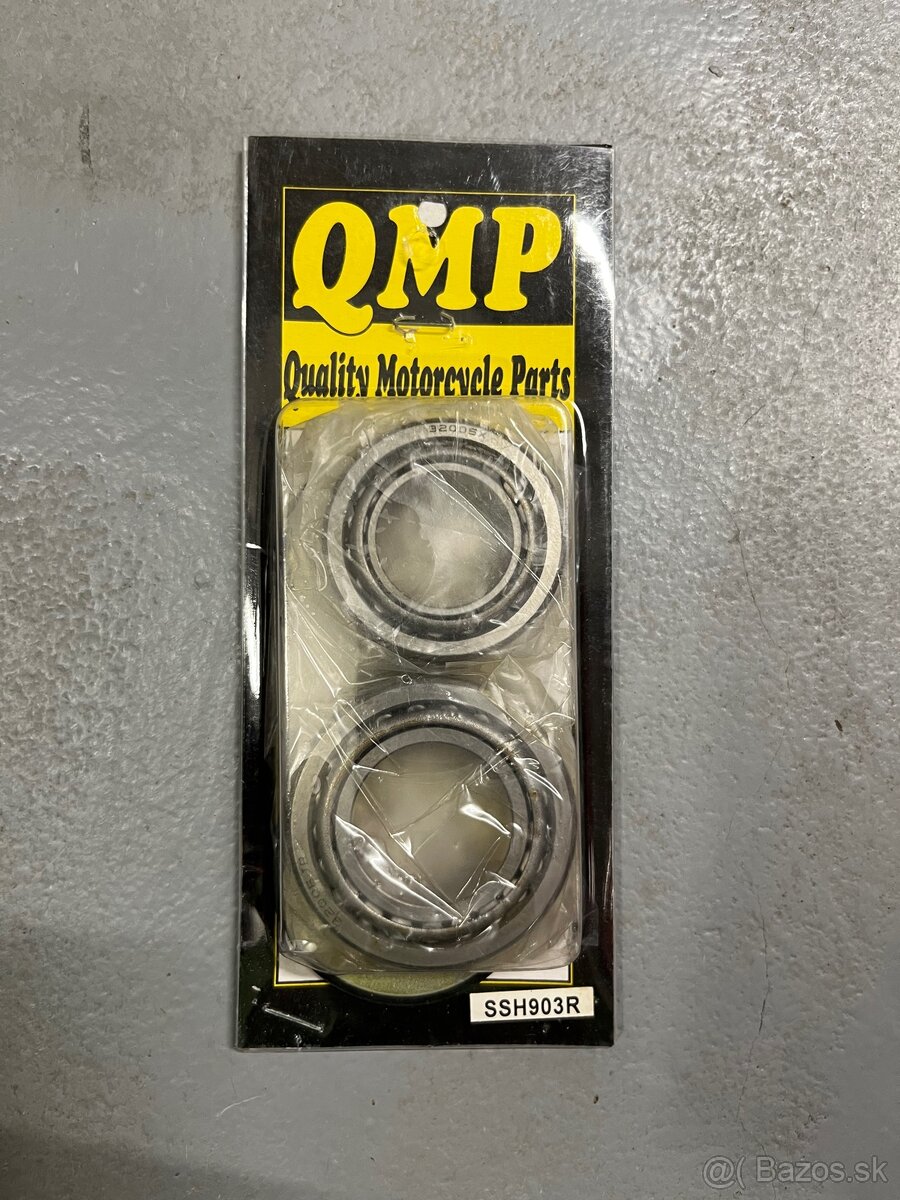 QMP
Quality Motorcycle Parts
SSH903R
@( Bazos.sk